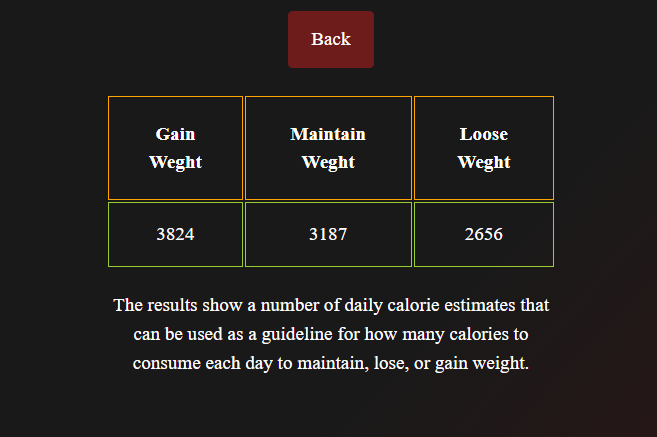 Back
Gain Weght
Maintain Weght
Loose Weght
3824
3187
2656
The results show a number of daily calorie estimates that
can be used as a guideline for how many calories to
consume each day to maintain, lose, or gain weight.